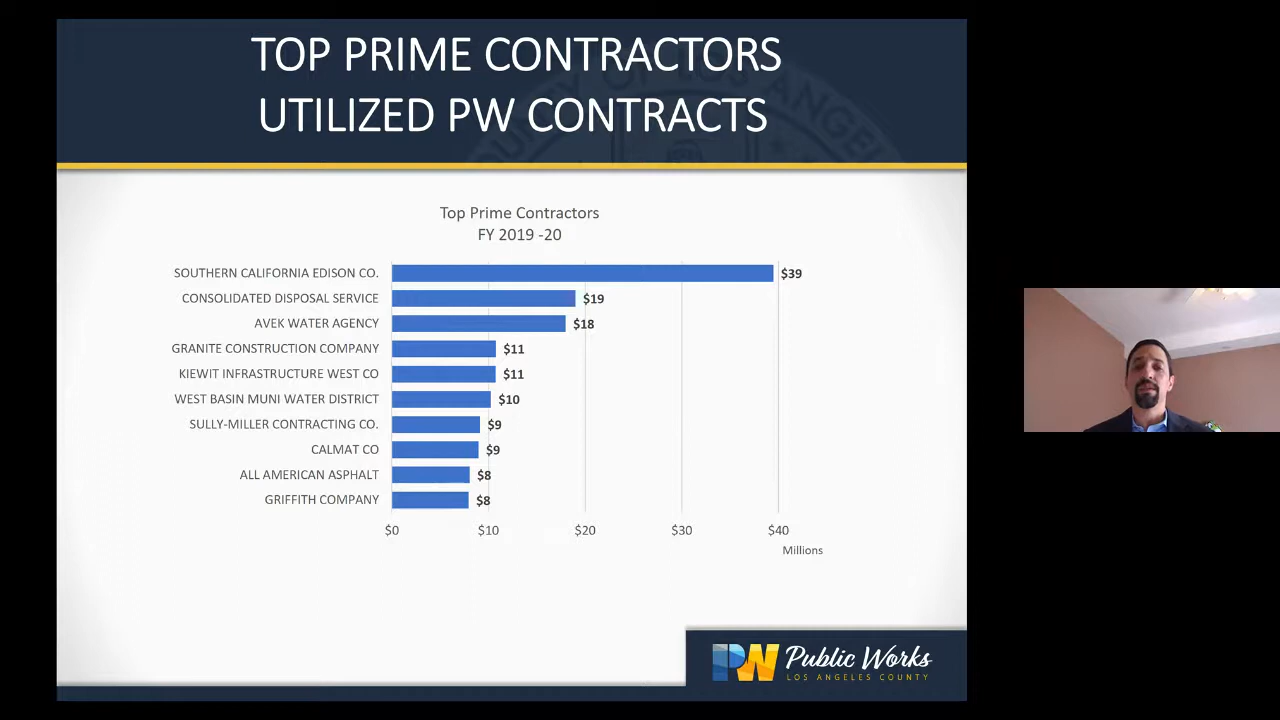 TOP PRIME CONTRACTORS
UTILIZED PW CONTRACTS
Top Prime Contractors
FY 2019 -20
SOUTHERN CALIFORNIA EDISON CO. $39
CONSOLIDATED DISPOSAL SERVICE $19
AVEK WATER AGENCY $18
GRANITE CONSTRUCTION COMPANY $11
KIEWIT INFRASTRUCTURE WEST CO $11
WEST BASIN MUNI WATER DISTRICT $10
SULLY-MILLER CONTRACTING CO. $9
CALMAT CO $9
ALL AMERICAN ASPHALT $8
GRIFFITH COMPANY $8
$0 $10 $20 $30 $40
Millions
PW Public Works
LOS ANGELES COUNTY